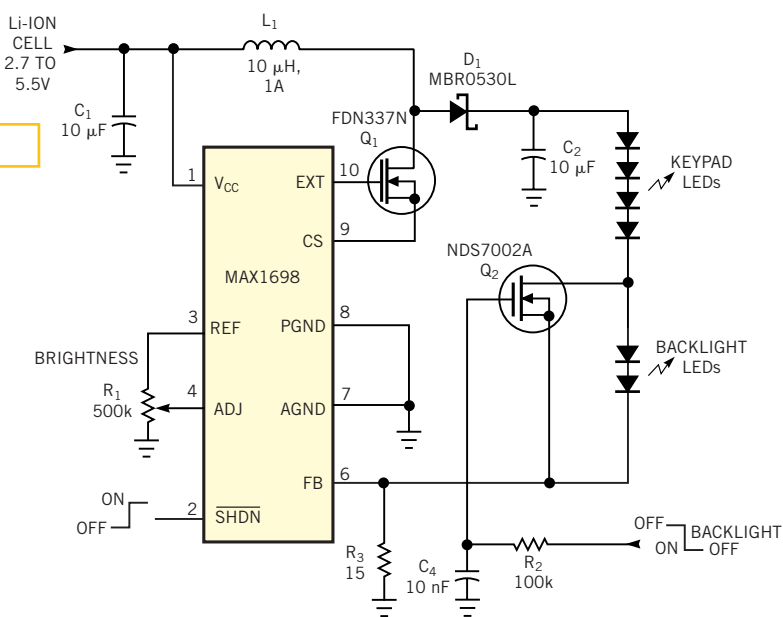 Li-ION
CELL
2.7 TO
5.5V
L1
10 μH,
1A
D1
MBR0530L
C1
10 μF
FDN337N
Q1
C2
10 μF
KEYPAD
LEDs
1
VCC
EXT
10
CS
9
NDS7002A
Q2
MAX1698
3
REF
PGND
8
BRIGHTNESS
BACKLIGHT
LEDs
R1
500k
4
ADJ
AGND
7
FB
6
ON
OFF
2
SHDN
R3
15
C4
10 nF
R2
100k
OFF
ON
BACKLIGHT
OFF